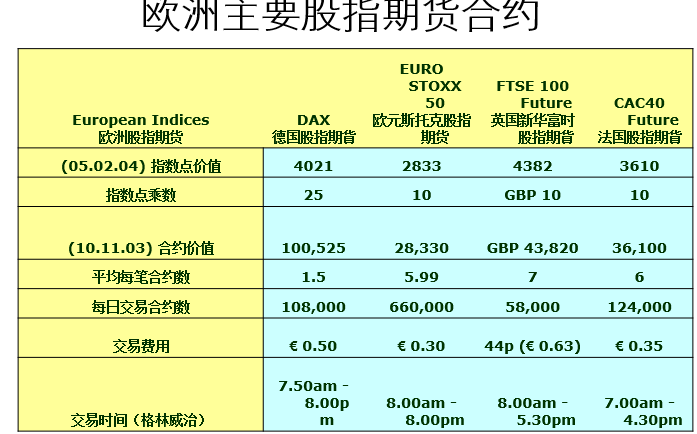 欧洲主要股指期货合约
European Indices
欧洲股指期货
DAX
德国股指期货
EURO
STOXX
50
欧元斯托克股指
期货
FTSE 100
Future
英国新华富时
股指期货
CAC40
Future
法国股指期货
(05.02.04) 指数点价值 4021 2833 4382 3610
指数点乘数 25 10 GBP 10 10
(10.11.03) 合约价值 100,525 28,330 GBP 43,820 36,100
平均每笔合约数 1.5 5.99 7 6
每日交易合约数 108,000 660,000 58,000 124,000
交易费用 € 0.50 € 0.30 44p (€ 0.63) € 0.35
交易时间（格林威治）
7.50am -
8.00p
m
8.00am -
8.00pm
8.00am -
5.30pm
7.00am -
4.30pm